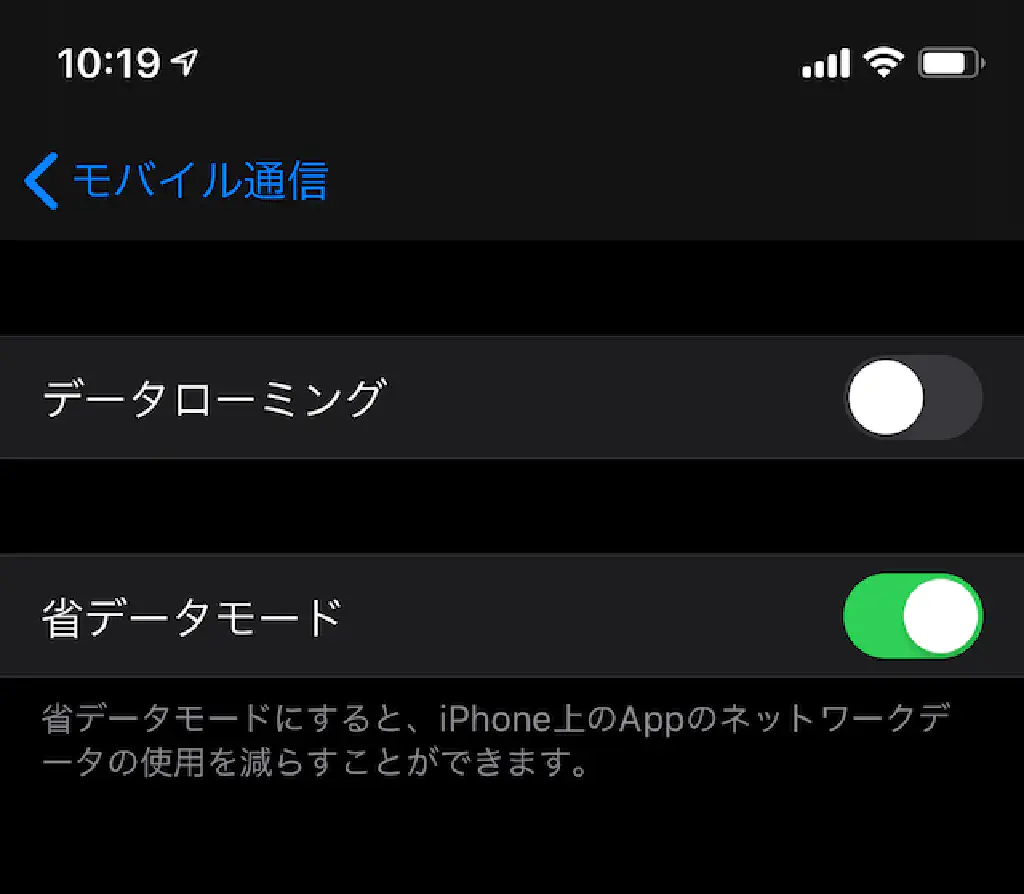 10:19
モバイル通信
データローミング
省データモード
省データモードにすると、iPhone上のAppのネットワークデ
ータの使用を減らすことができます。